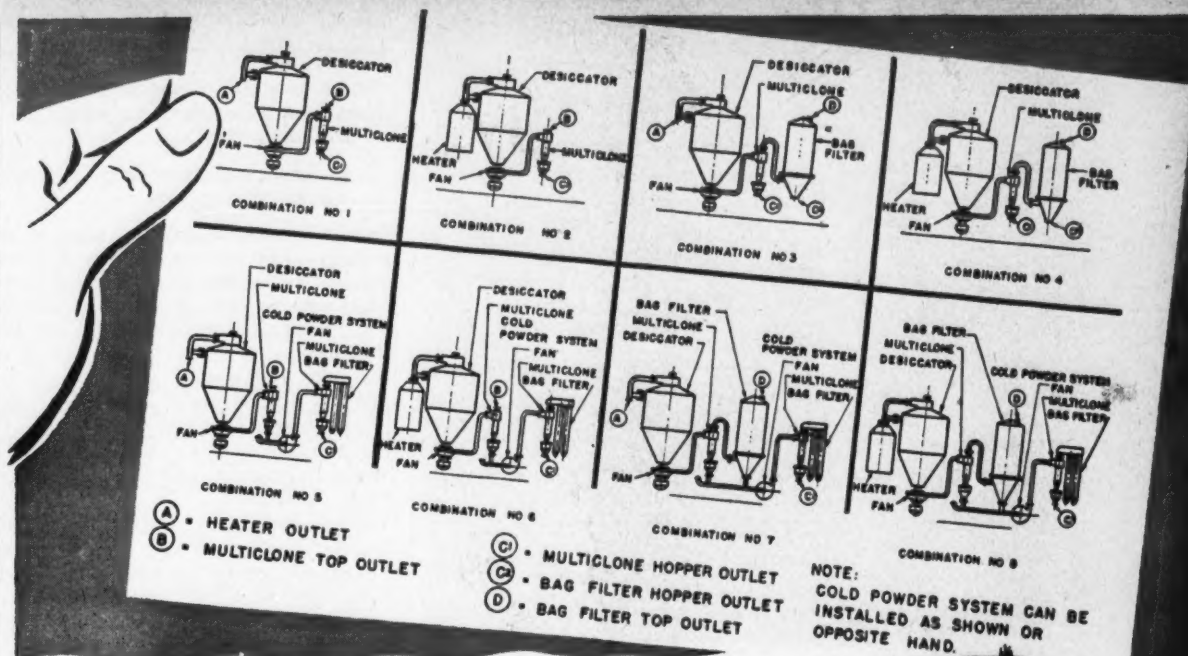 DESICCATOR
A
B
MULTICLONE
FAN
C
COMBINATION NO 1
DESICCATOR
B
MULTICLONE
HEATER
FAN
C
COMBINATION NO 2
DESICCATOR
MULTICLONE
A
D
BAG
FILTER
FAN
COMBINATION NO 3
DESICCATOR
MULTICLONE
D
BAG
FILTER
HEATER
FAN
COMBINATION NO 4
DESICCATOR
MULTICLONE
COLD POWDER SYSTEM
FAN
MULTICLONE
BAG FILTER
A
B
FAN
C
COMBINATION NO 5
DESICCATOR
MULTICLONE
COLD
POWDER SYSTEM
FAN
MULTICLONE
BAG FILTER
B
HEATER
FAN
C
COMBINATION NO 6
BAG FILTER
MULTICLONE
DESICCATOR
COLD
POWDER SYSTEM
FAN
MULTICLONE
BAG FILTER
D
A
FAN
C
COMBINATION NO 7
BAG FILTER
MULTICLONE
DESICCATOR
COLD POWDER SYSTEM
FAN
MULTICLONE
BAG FILTER
D
HEATER
FAN
C
COMBINATION NO 8
A = HEATER OUTLET
B = MULTICLONE TOP OUTLET
C1 = MULTICLONE HOPPER OUTLET
C2 = BAG FILTER HOPPER OUTLET
D = BAG FILTER TOP OUTLET
NOTE:
COLD POWDER SYSTEM CAN BE
INSTALLED AS SHOWN OR
OPPOSITE HAND.